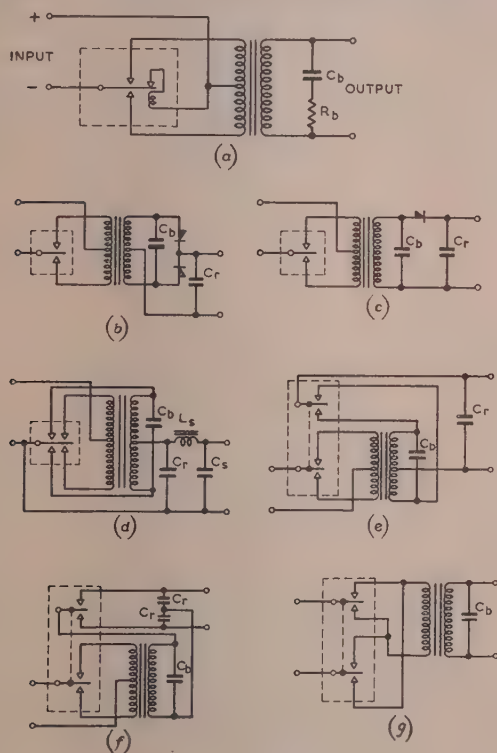 +
INPUT
−
C_b
OUTPUT
R_b
(a)
C_b
C_r
(b)
C_b
C_r
(c)
C_b
L_s
C_r
C_s
(d)
C_r
C_b
(e)
C_r
C_r
C_b
(f)
C_b
(g)